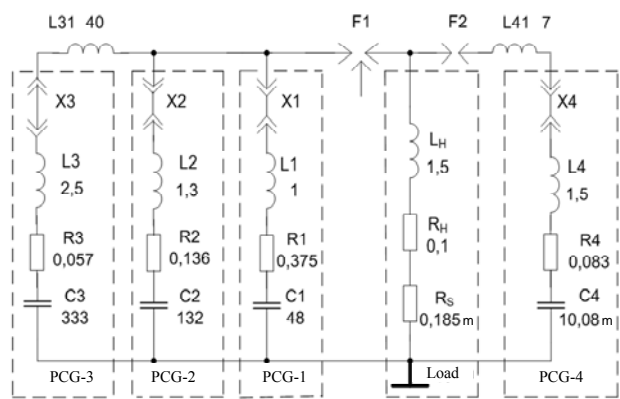 L31 40
F1
F2
L41 7
X3
X2
X1
X4
L3
2,5
L2
1,3
L1
1
LH
1,5
L4
1,5
R3
0,057
R2
0,136
R1
0,375
RH
0,1
R4
0,083
C3
333
C2
132
C1
48
RS
0,185m
C4
10,08m
PCG-3
PCG-2
PCG-1
Load
PCG-4